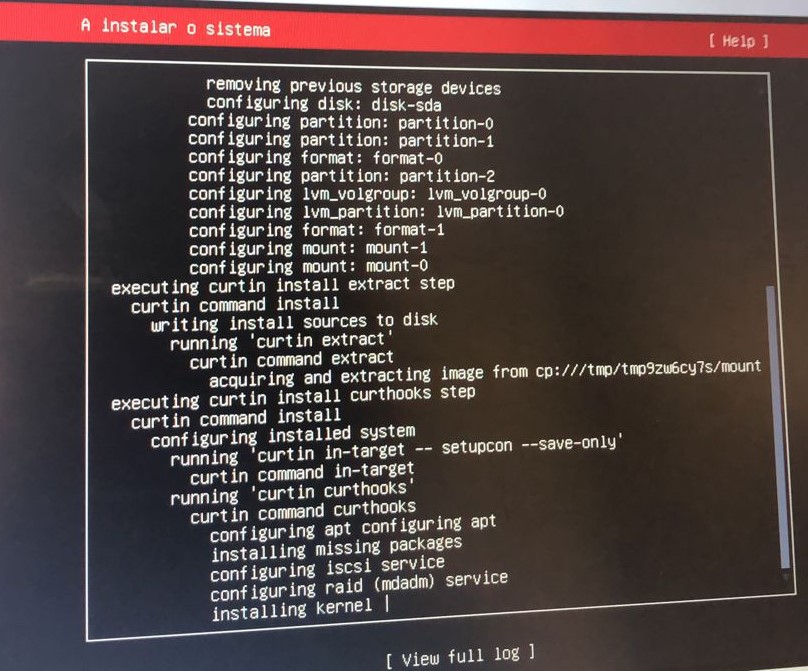 A instalar o sistema
[ Help ]
removing previous storage devices
configuring disk: disk-sda
configuring partition: partition-0
configuring partition: partition-1
configuring format: format-0
configuring partition: partition-2
configuring lvm_volgroup: lvm_volgroup-0
configuring lvm_partition: lvm_partition-0
configuring format: format-1
configuring mount: mount-1
configuring mount: mount-0
executing curtin install extract step
curtin command install
writing install sources to disk
running 'curtin extract'
curtin command extract
acquiring and extracting image from cp:///tmp/tmp9zw6cy7s/mount
executing curtin install curthooks step
curtin command install
configuring installed system
running 'curtin in-target -- setupcon --save-only'
curtin command in-target
running 'curtin curthooks'
curtin command curthooks
configuring apt configuring apt
installing missing packages
configuring iscsi service
configuring raid (mdadm) service
installing kernel |
[ View full log ]